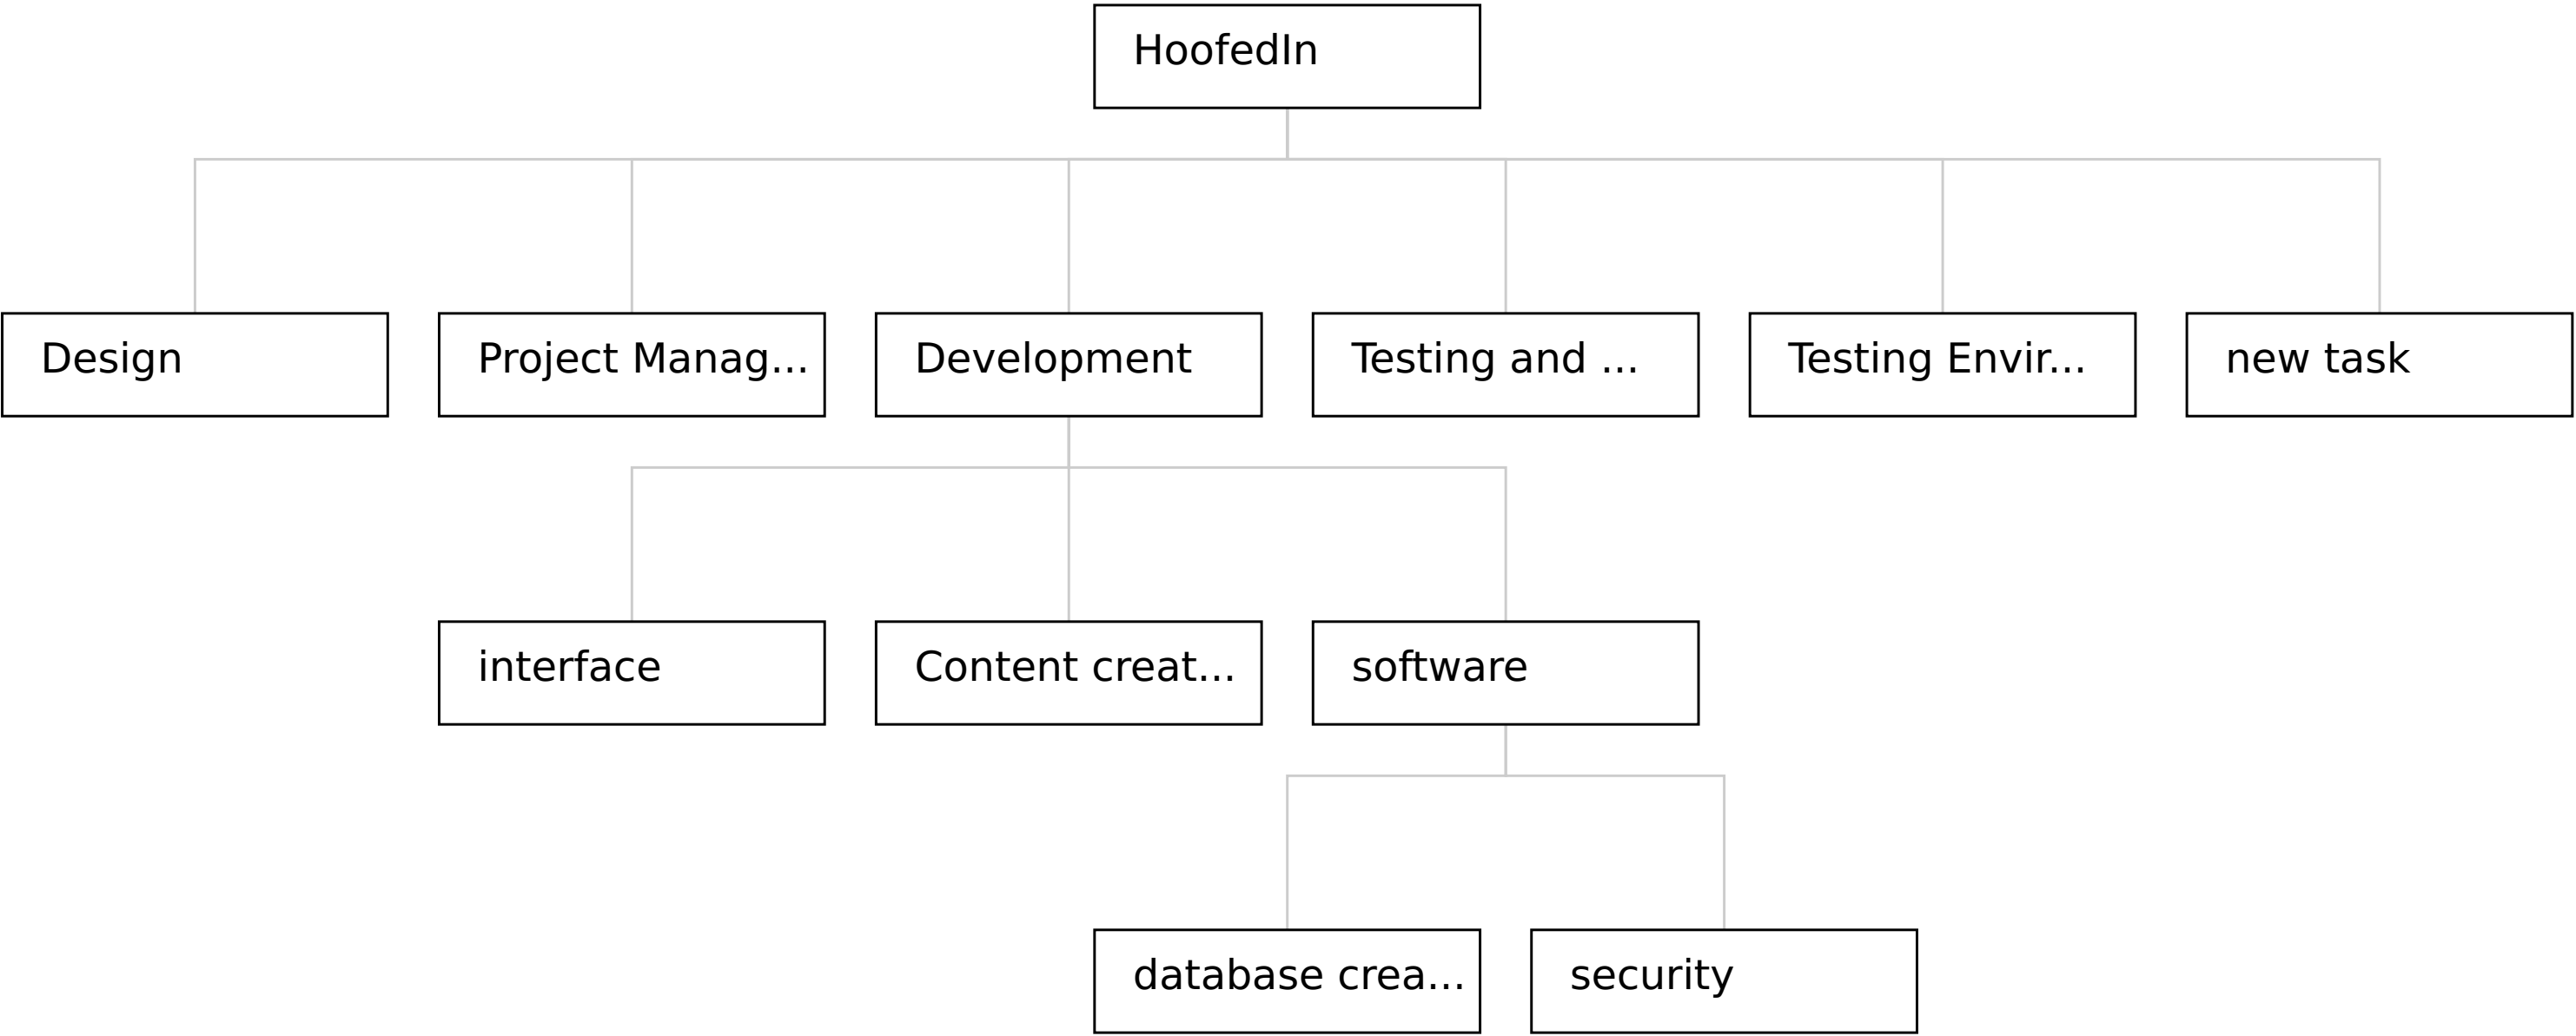 HoofedIn
Design
Project Manag...
Development
Testing and ...
Testing Envir...
new task
interface
Content creat...
software
database crea...
security